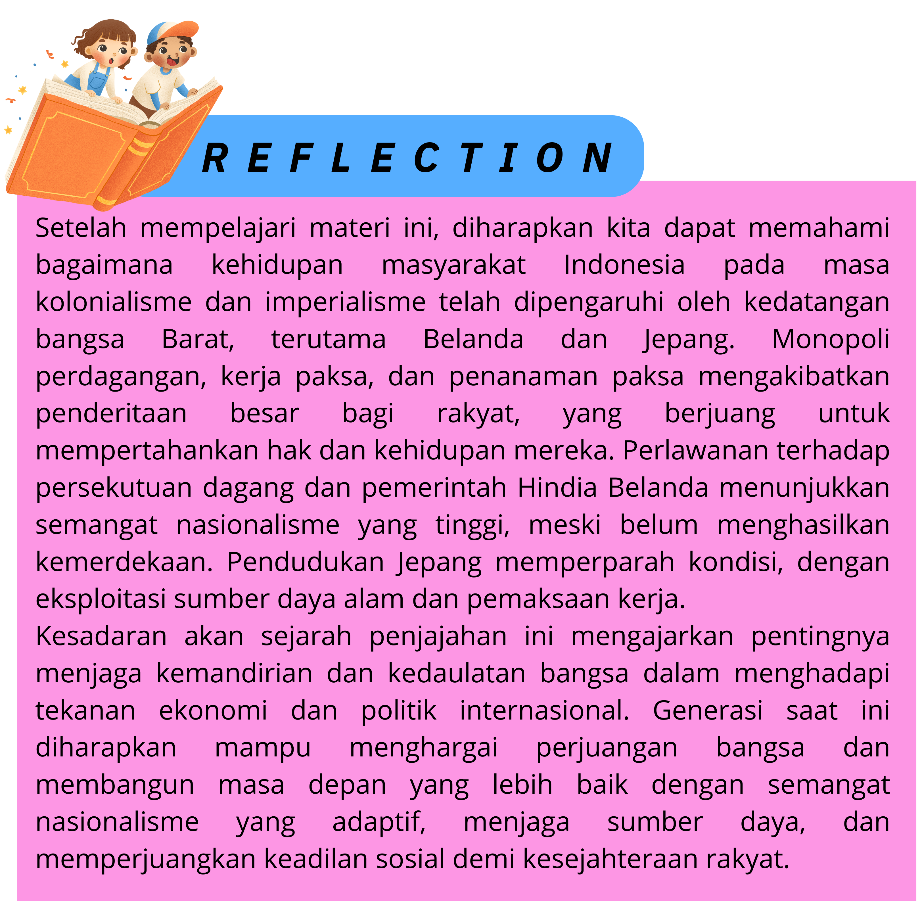 REFLECTION
Setelah mempelajari materi ini, diharapkan kita dapat memahami
bagaimana kehidupan masyarakat Indonesia pada masa
kolonialisme dan imperialisme telah dipengaruhi oleh kedatangan
bangsa Barat, terutama Belanda dan Jepang. Monopoli
perdagangan, kerja paksa, dan penanaman paksa mengakibatkan
penderitaan besar bagi rakyat, yang berjuang untuk
mempertahankan hak dan kehidupan mereka. Perlawanan terhadap
persekutuan dagang dan pemerintah Hindia Belanda menunjukkan
semangat nasionalisme yang tinggi, meski belum menghasilkan
kemerdekaan. Pendudukan Jepang memperparah kondisi, dengan
eksploitasi sumber daya alam dan pemaksaan kerja.
Kesadaran akan sejarah penjajahan ini mengajarkan pentingnya
menjaga kemandirian dan kedaulatan bangsa dalam menghadapi
tekanan ekonomi dan politik internasional. Generasi saat ini
diharapkan mampu menghargai perjuangan bangsa dan
membangun masa depan yang lebih baik dengan semangat
nasionalisme yang adaptif, menjaga sumber daya, dan
memperjuangkan keadilan sosial demi kesejahteraan rakyat.